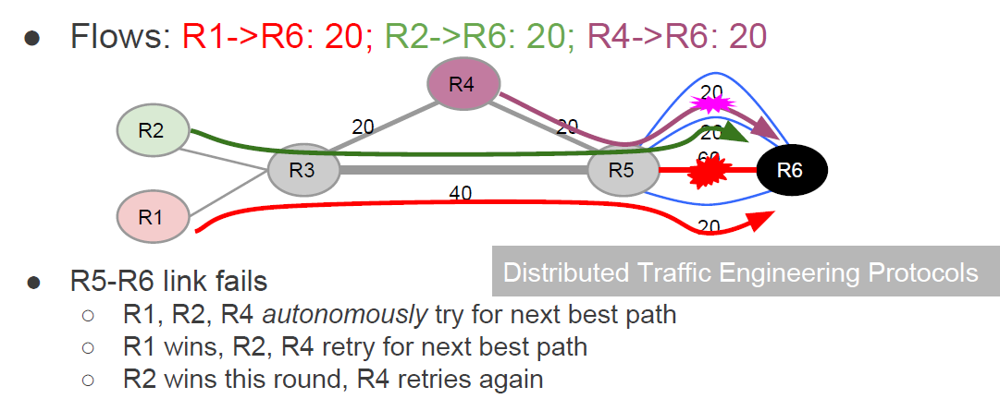 ● Flows: R1->R6: 20; R2->R6: 20; R4->R6: 20
R4
20
R2
20
20
20
R3
R5
60
R6
40
R1
20
Distributed Traffic Engineering Protocols
● R5-R6 link fails
○ R1, R2, R4 autonomously try for next best path
○ R1 wins, R2, R4 retry for next best path
○ R2 wins this round, R4 retries again